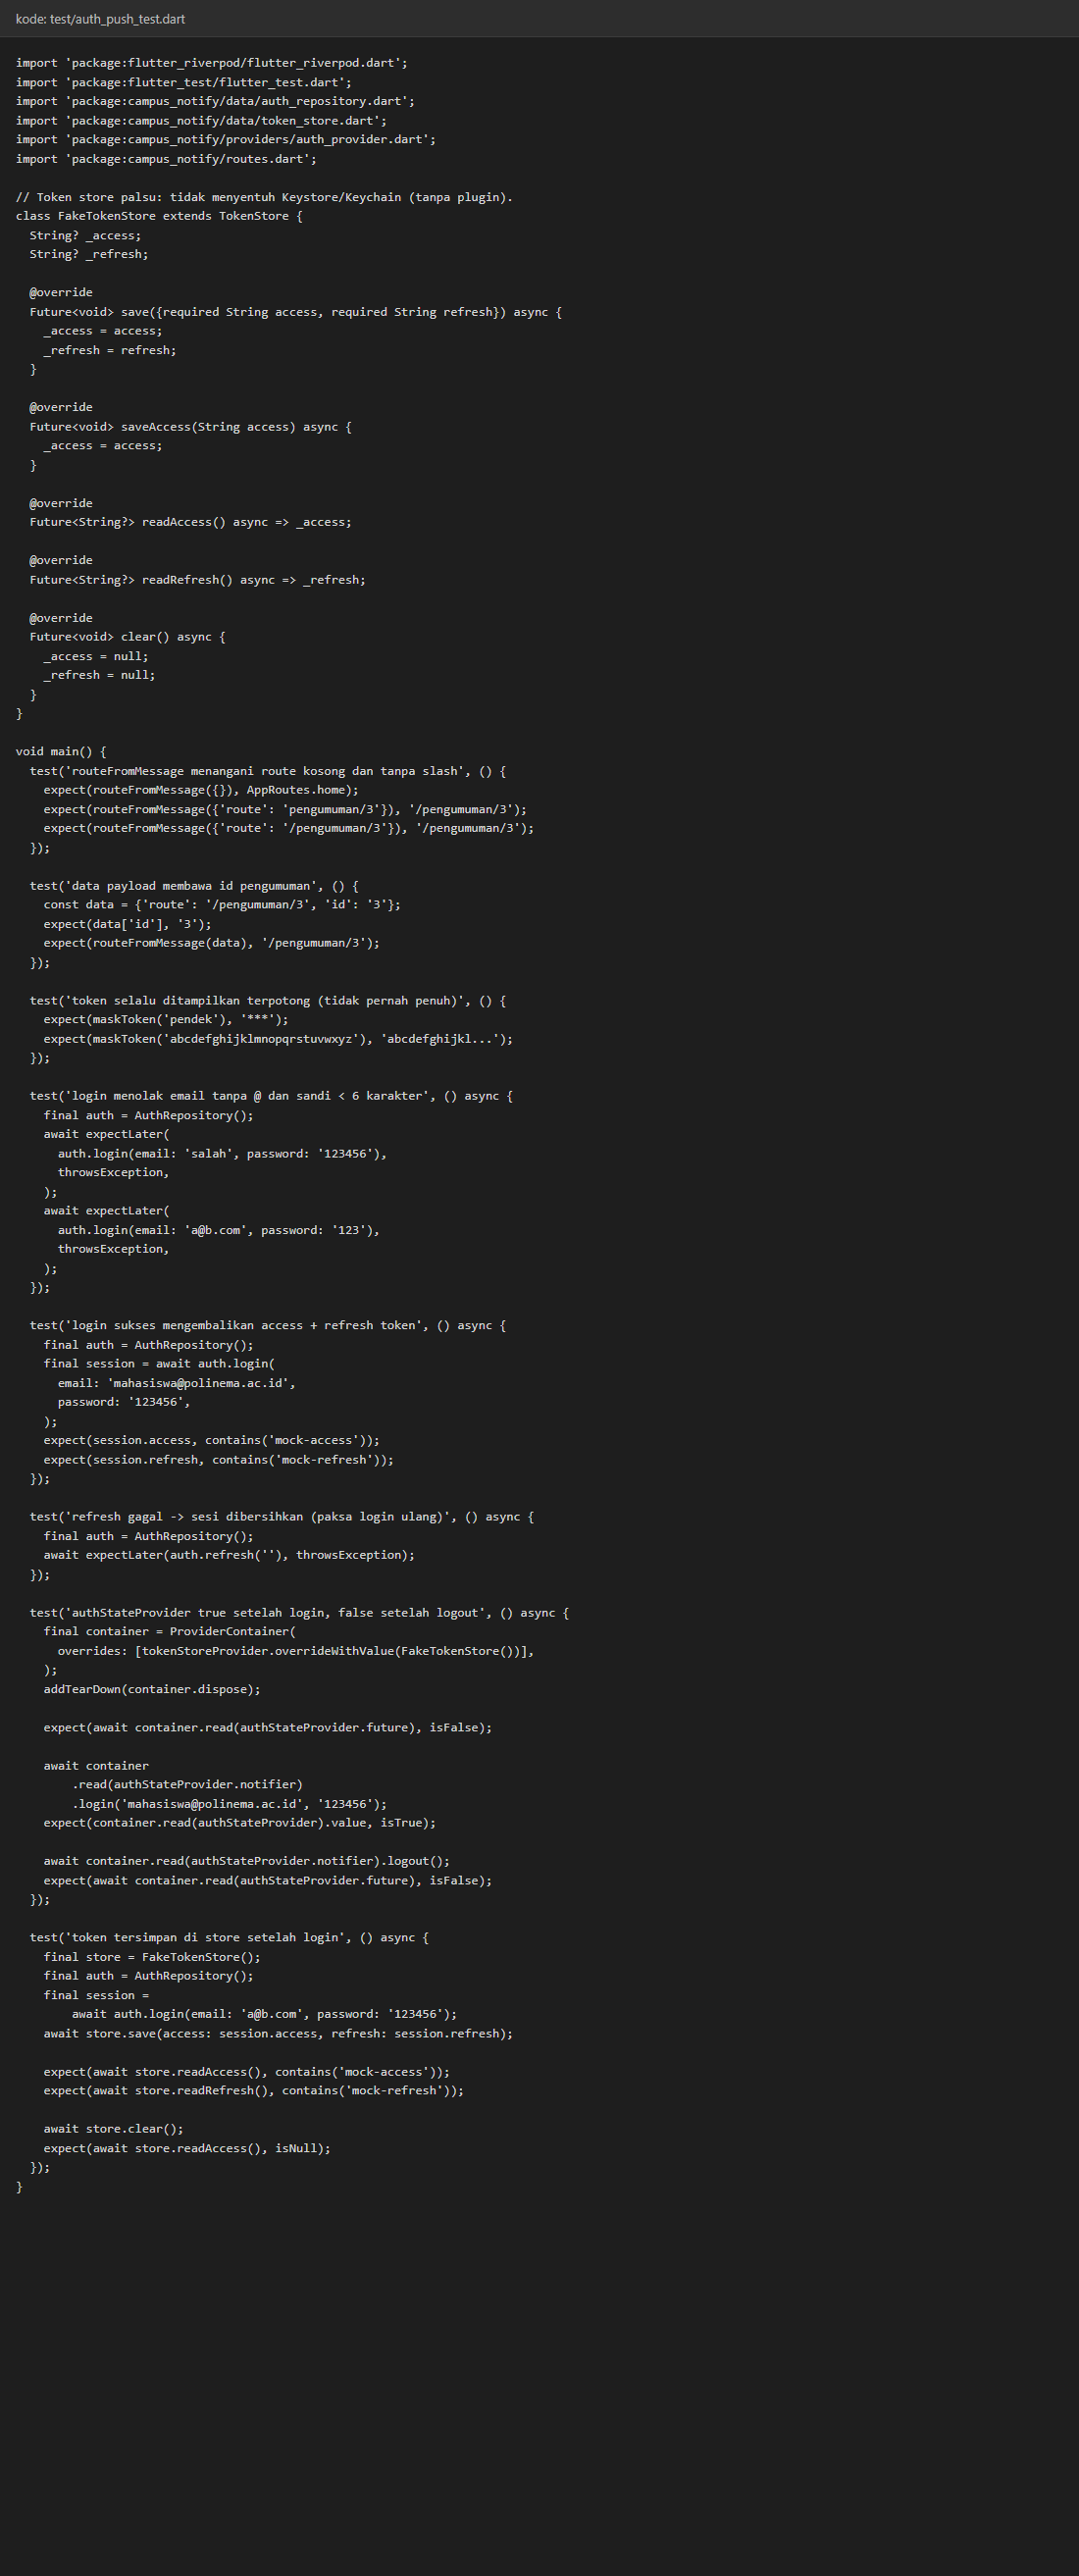 kode: test/auth_push_test.dart
import 'package:flutter_riverpod/flutter_riverpod.dart';
import 'package:flutter_test/flutter_test.dart';
import 'package:campus_notify/data/auth_repository.dart';
import 'package:campus_notify/data/token_store.dart';
import 'package:campus_notify/providers/auth_provider.dart';
import 'package:campus_notify/routes.dart';

// Token store palsu: tidak menyentuh Keystore/Keychain (tanpa plugin).
class FakeTokenStore extends TokenStore {
  String? _access;
  String? _refresh;

  @override
  Future<void> save({required String access, required String refresh}) async {
    _access = access;
    _refresh = refresh;
  }

  @override
  Future<void> saveAccess(String access) async {
    _access = access;
  }

  @override
  Future<String?> readAccess() async => _access;

  @override
  Future<String?> readRefresh() async => _refresh;

  @override
  Future<void> clear() async {
    _access = null;
    _refresh = null;
  }
}

void main() {
  test('routeFromMessage menangani route kosong dan tanpa slash', () {
    expect(routeFromMessage({}), AppRoutes.home);
    expect(routeFromMessage({'route': 'pengumuman/3'}), '/pengumuman/3');
    expect(routeFromMessage({'route': '/pengumuman/3'}), '/pengumuman/3');
  });

  test('data payload membawa id pengumuman', () {
    const data = {'route': '/pengumuman/3', 'id': '3'};
    expect(data['id'], '3');
    expect(routeFromMessage(data), '/pengumuman/3');
  });

  test('token selalu ditampilkan terpotong (tidak pernah penuh)', () {
    expect(maskToken('pendek'), '***');
    expect(maskToken('abcdefghijklmnopqrstuvwxyz'), 'abcdefghijkl...');
  });

  test('login menolak email tanpa @ dan sandi < 6 karakter', () async {
    final auth = AuthRepository();
    await expectLater(
      auth.login(email: 'salah', password: '123456'),
      throwsException,
    );
    await expectLater(
      auth.login(email: 'a@b.com', password: '123'),
      throwsException,
    );
  });

  test('login sukses mengembalikan access + refresh token', () async {
    final auth = AuthRepository();
    final session = await auth.login(
      email: 'mahasiswa@polinema.ac.id',
      password: '123456',
    );
    expect(session.access, contains('mock-access'));
    expect(session.refresh, contains('mock-refresh'));
  });

  test('refresh gagal -> sesi dibersihkan (paksa login ulang)', () async {
    final auth = AuthRepository();
    await expectLater(auth.refresh(''), throwsException);
  });

  test('authStateProvider true setelah login, false setelah logout', () async {
    final container = ProviderContainer(
      overrides: [tokenStoreProvider.overrideWithValue(FakeTokenStore())],
    );
    addTearDown(container.dispose);

    expect(await container.read(authStateProvider.future), isFalse);

    await container
        .read(authStateProvider.notifier)
        .login('mahasiswa@polinema.ac.id', '123456');
    expect(container.read(authStateProvider).value, isTrue);

    await container.read(authStateProvider.notifier).logout();
    expect(await container.read(authStateProvider.future), isFalse);
  });

  test('token tersimpan di store setelah login', () async {
    final store = FakeTokenStore();
    final auth = AuthRepository();
    final session =
        await auth.login(email: 'a@b.com', password: '123456');
    await store.save(access: session.access, refresh: session.refresh);

    expect(await store.readAccess(), contains('mock-access'));
    expect(await store.readRefresh(), contains('mock-refresh'));

    await store.clear();
    expect(await store.readAccess(), isNull);
  });
}